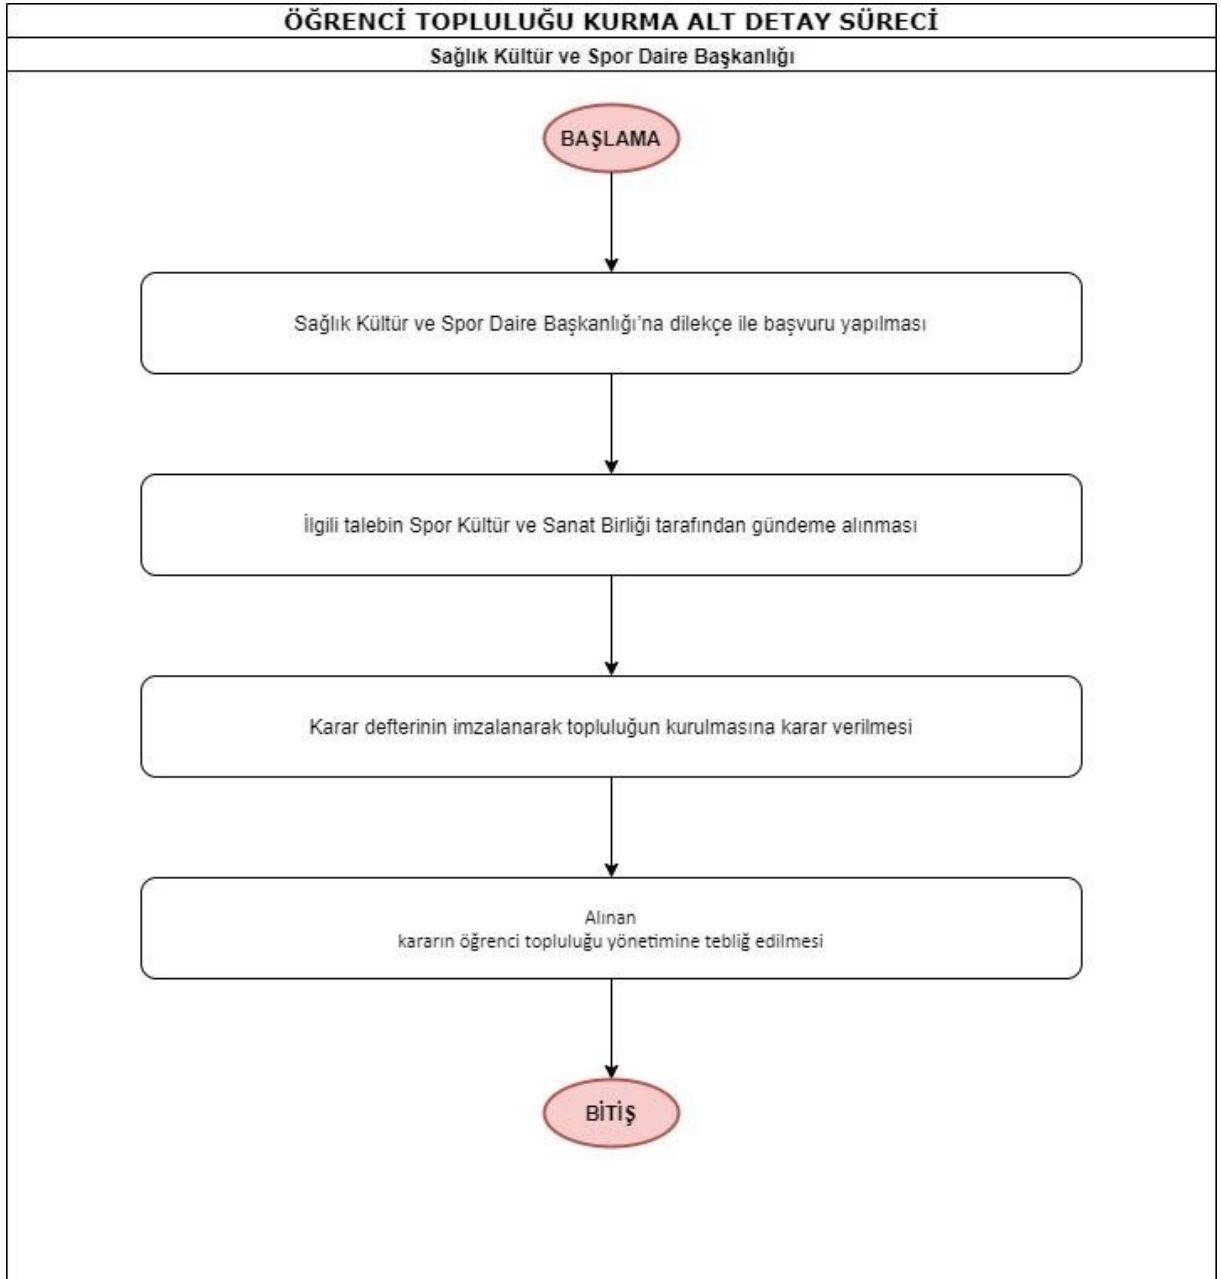 ÖĞRENCİ TOPLULUĞU KURMA ALT DETAY SÜRECİ
Sağlık Kültür ve Spor Daire Başkanlığı
BAŞLAMA
Sağlık Kültür ve Spor Daire Başkanlığı'na dilekçe ile başvuru yapılması
İlgili talebin Spor Kültür ve Sanat Birliği tarafından gündeme alınması
Karar defterinin imzalanarak topluluğun kurulmasına karar verilmesi
Alınan
kararın öğrenci topluluğu yönetimine tebliğ edilmesi
BİTİŞ